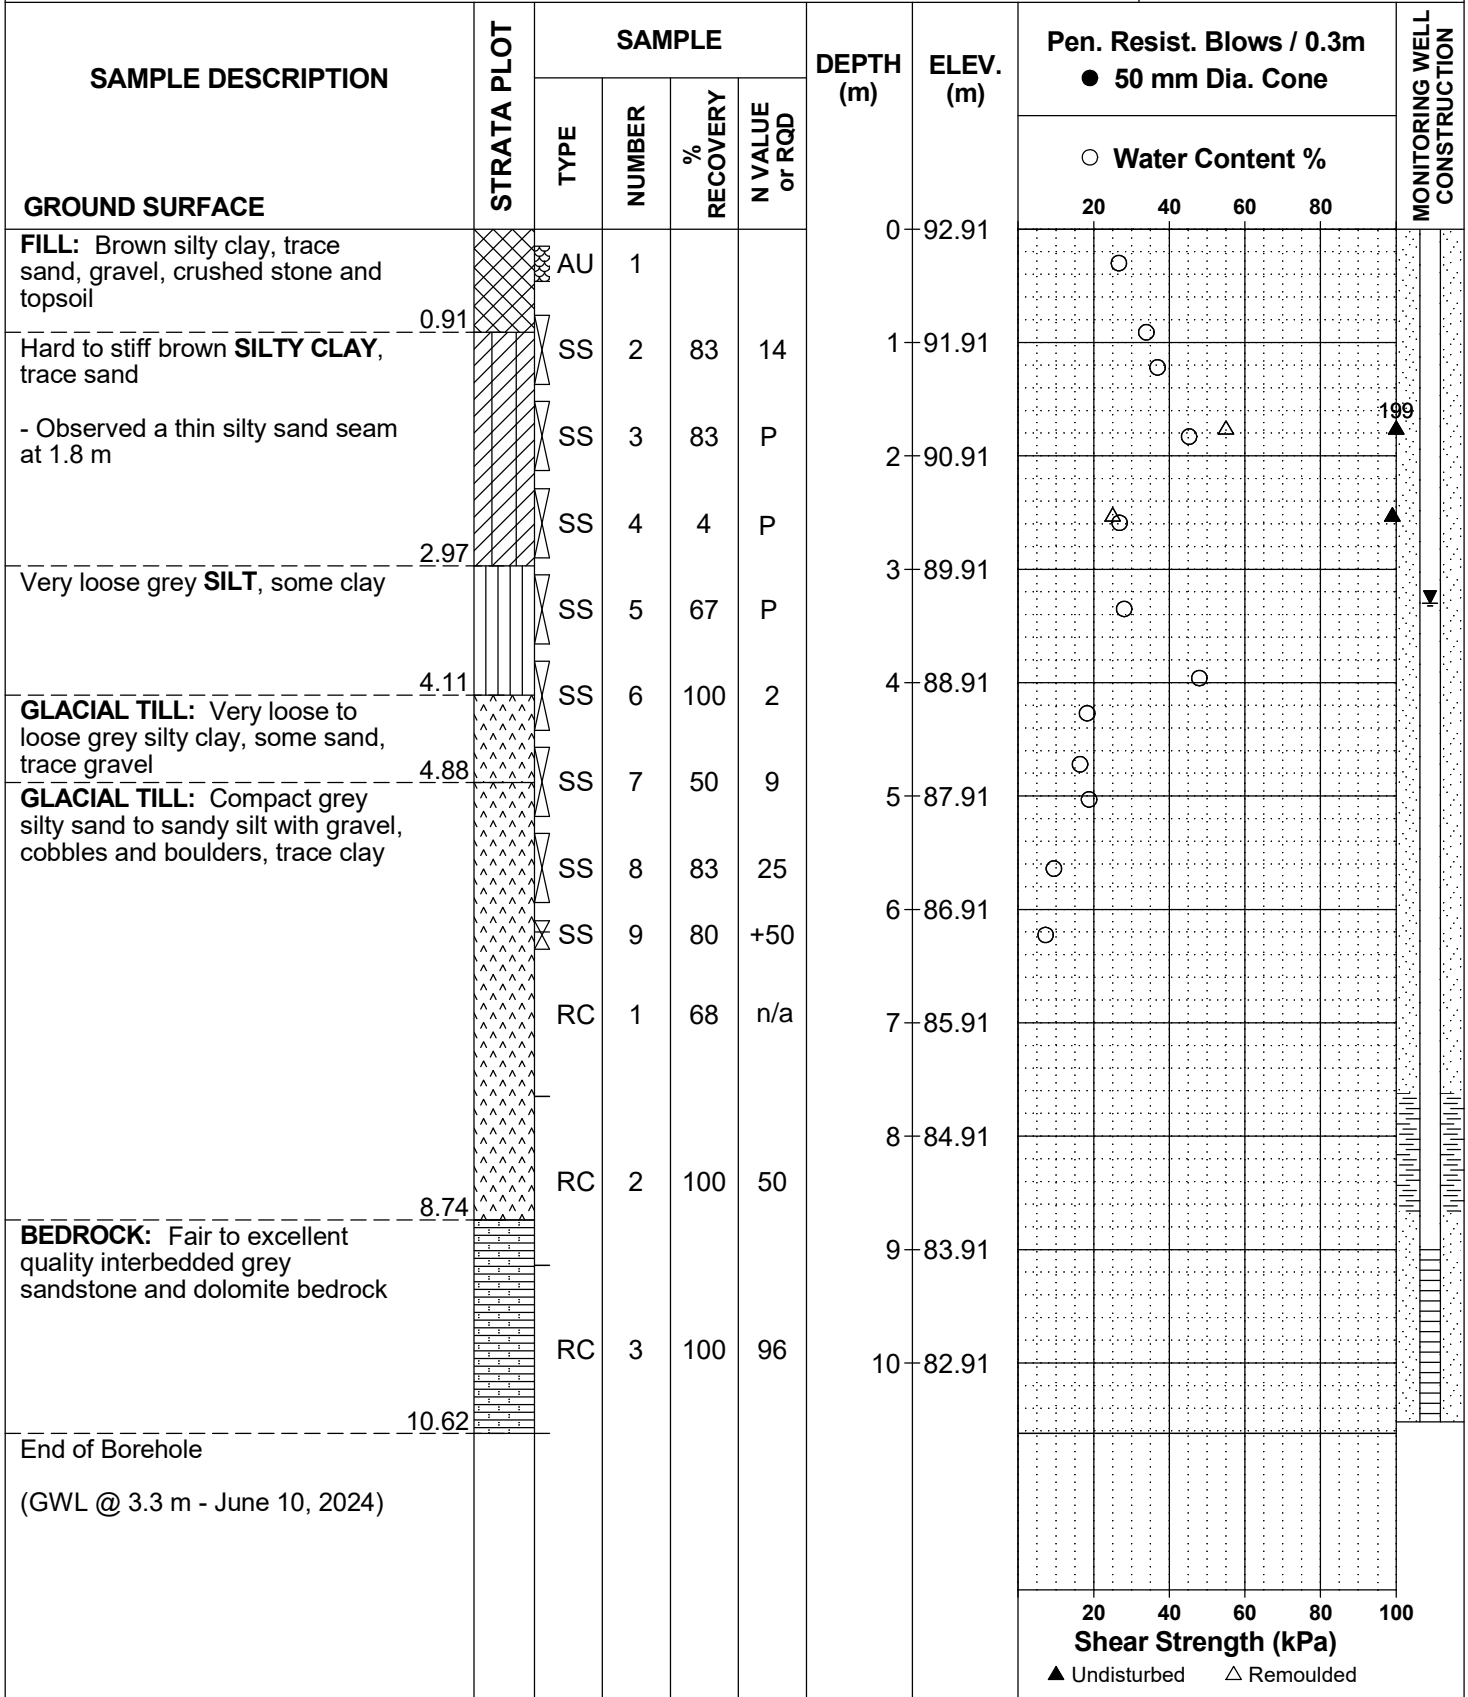 SAMPLE DESCRIPTION
GROUND SURFACE
STRATA PLOT
SAMPLE
TYPE
NUMBER
%
RECOVERY
N VALUE
or RQD
DEPTH
(m)
ELEV.
(m)
Pen. Resist. Blows / 0.3m
● 50 mm Dia. Cone
○ Water Content %
20 40 60 80
MONITORING WELL
CONSTRUCTION
FILL: Brown silty clay, trace
sand, gravel, crushed stone and
topsoil
0.91
Hard to stiff brown SILTY CLAY,
trace sand
- Observed a thin silty sand seam
at 1.8 m
2.97
Very loose grey SILT, some clay
4.11
GLACIAL TILL: Very loose to
loose grey silty clay, some sand,
trace gravel
4.88
GLACIAL TILL: Compact grey
silty sand to sandy silt with gravel,
cobbles and boulders, trace clay
8.74
BEDROCK: Fair to excellent
quality interbedded grey
sandstone and dolomite bedrock
10.62
End of Borehole
(GWL @ 3.3 m - June 10, 2024)
AU 1
SS 2 83 14
SS 3 83 P
SS 4 4 P
SS 5 67 P
SS 6 100 2
SS 7 50 9
SS 8 83 25
SS 9 80 +50
RC 1 68 n/a
RC 2 100 50
RC 3 100 96
0 92.91
1 91.91
2 90.91
3 89.91
4 88.91
5 87.91
6 86.91
7 85.91
8 84.91
9 83.91
10 82.91
199
20 40 60 80 100
Shear Strength (kPa)
▲ Undisturbed △ Remoulded